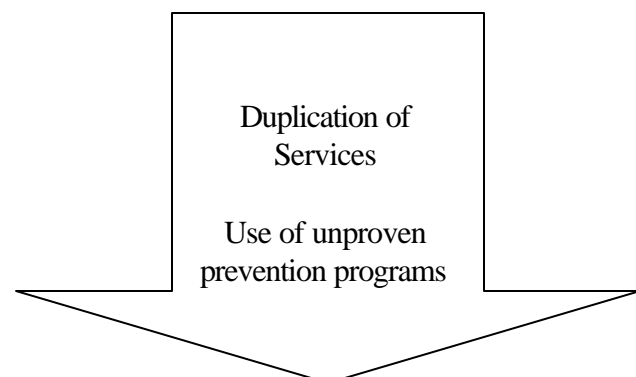 Duplication of
Services
Use of unproven
prevention programs